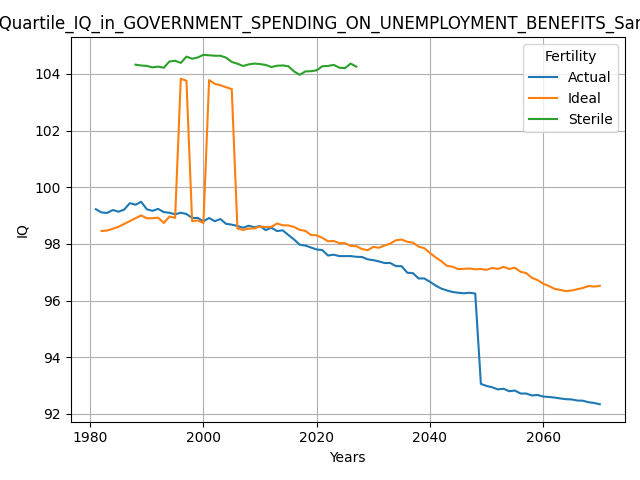 Quartile_IQ_in_GOVERNMENT_SPENDING_ON_UNEMPLOYMENT_BENEFITS_Sar
Fertility
Actual
Ideal
Sterile
104
102
100
98
96
94
92
IQ
1980 2000 2020 2040 2060
Years